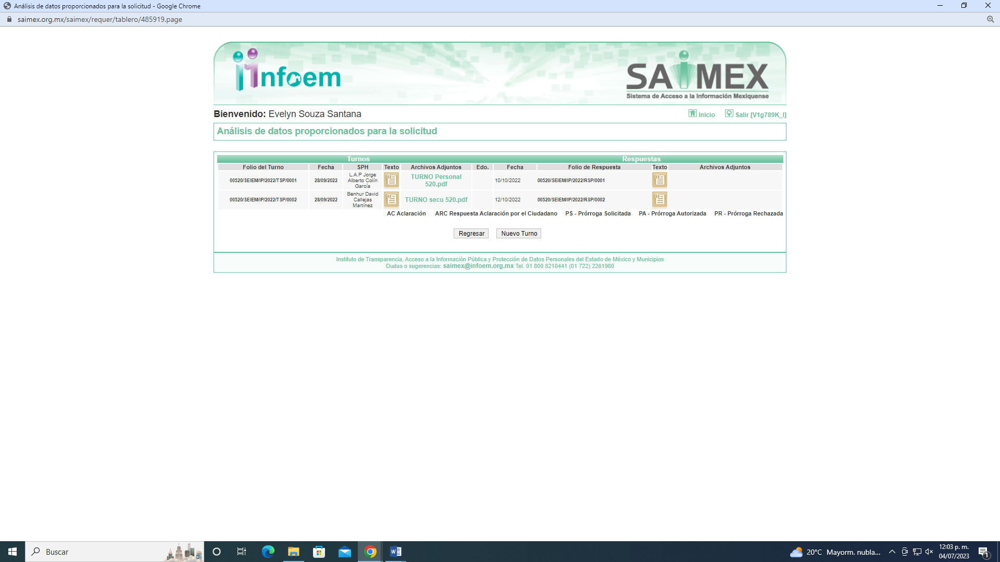 Análisis de datos proporcionados para la solicitud - Google Chrome
saimex.org.mx/saimex/requer/tablero/485919.page
infoem
SAiMEX
Sistema de Acceso a la Información Mexiquense
Bienvenido: Evelyn Souza Santana
Inicio Salir [V1g789K_I]
Análisis de datos proporcionados para la solicitud
Turnos Respuestas
Folio del Turno Fecha SPH Texto Archivos Adjuntos Edo. Fecha Folio de Respuesta Texto Archivos Adjuntos
00520/SEIEM/IP/2022/TSP/0001 28/09/2022 L.A.P Jorge Alberto Colín García TURNO Personal 520.pdf 10/10/2022 00520/SEIEM/IP/2022/RSP/0001
00520/SEIEM/IP/2022/TSP/0002 28/09/2022 Benhur David Callejas Martínez TURNO secu 520.pdf 12/10/2022 00520/SEIEM/IP/2022/RSP/0002
AC Aclaración ARC Respuesta Aclaración por el Ciudadano PS - Prórroga Solicitada PA - Prórroga Autorizada PR - Prórroga Rechazada
Regresar Nuevo Turno
Instituto de Transparencia, Acceso a la Información Pública y Protección de Datos Personales del Estado de México y Municipios
Dudas o sugerencias: saimex@infoem.org.mx Tel. 01 800 8210441 (01 722) 2261980
Buscar
20°C Mayorm. nubla...
12:03 p. m.
04/07/2023
1